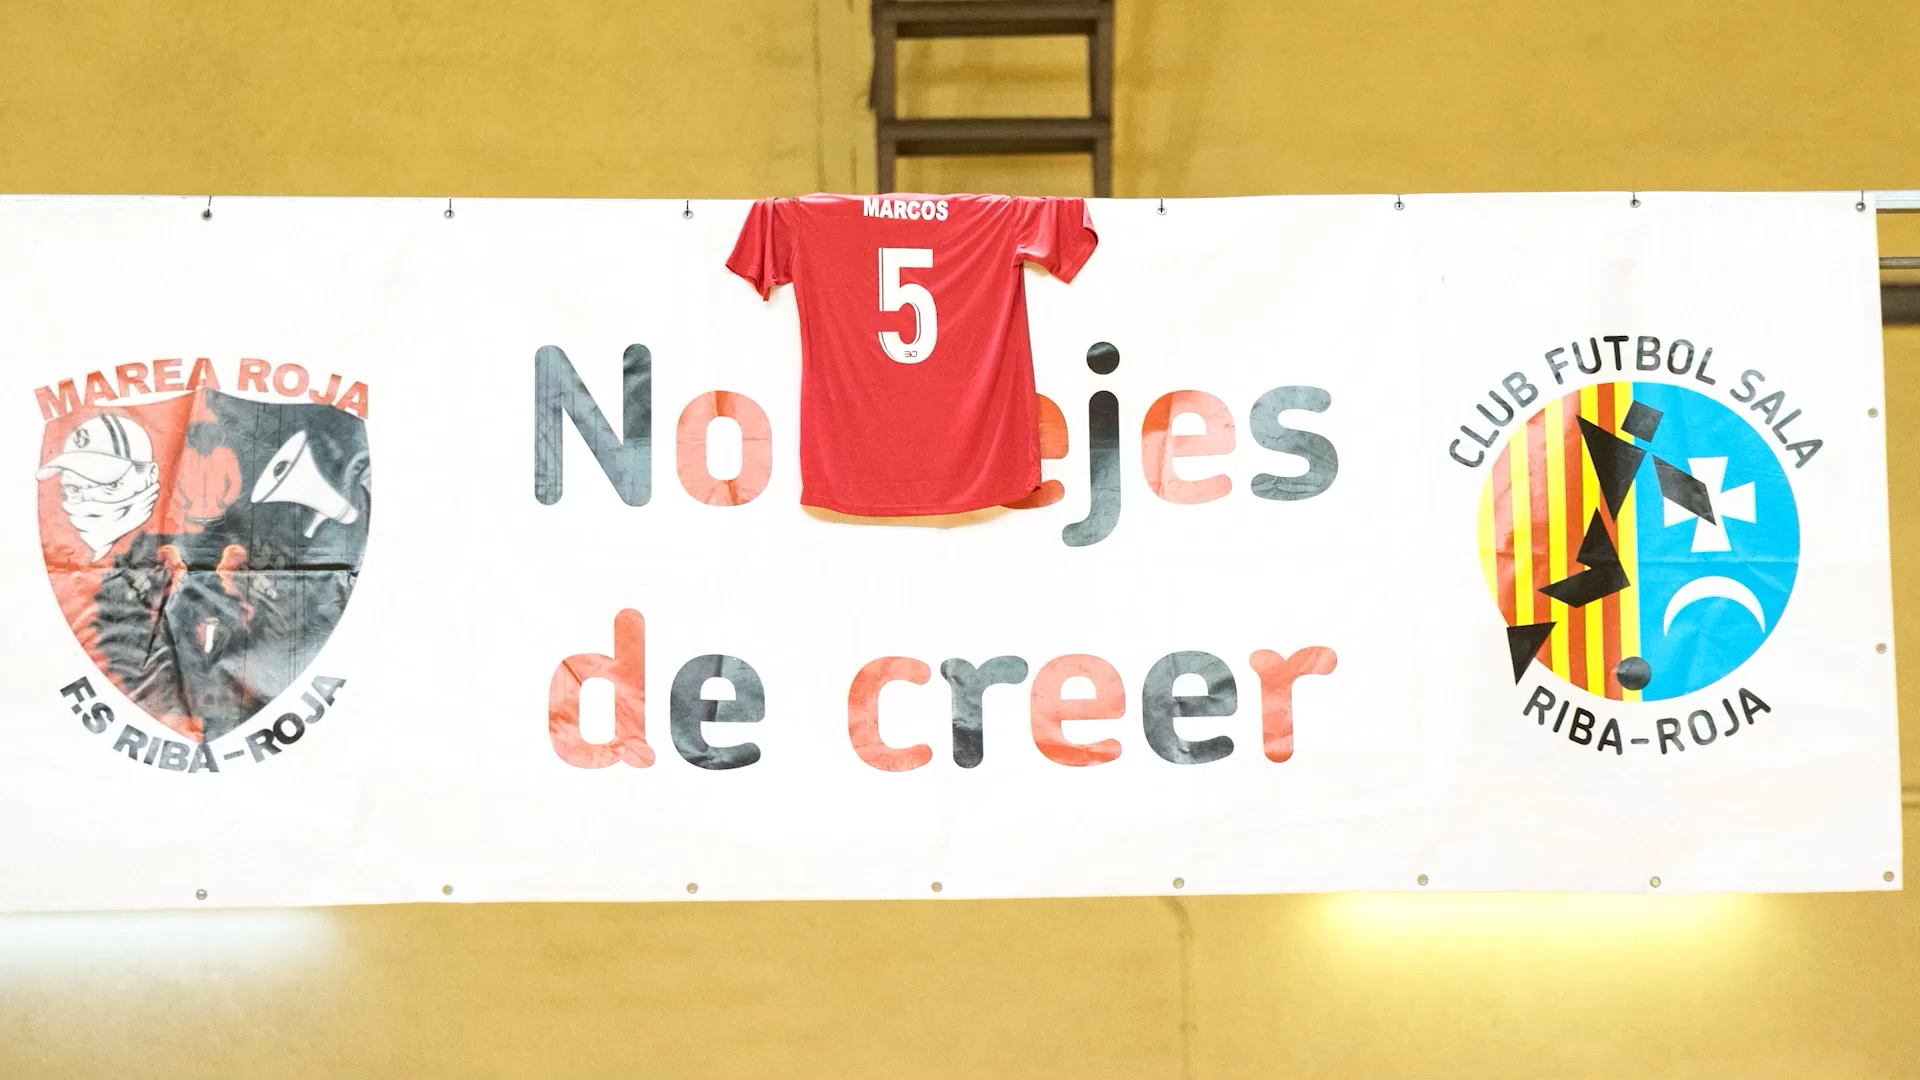 MARCOS
5
MAREA ROJA
F.S RIBA-ROJA
No ejes
de creer
CLUB FUTBOL SALA
RIBA-ROJA